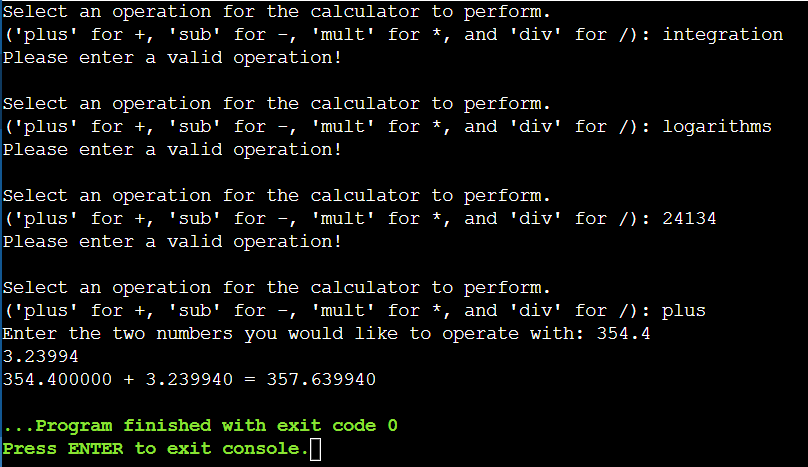 Select an operation for the calculator to perform.
('plus' for +, 'sub' for -, 'mult' for *, and 'div' for /): integration
Please enter a valid operation!
Select an operation for the calculator to perform.
('plus' for +, 'sub' for -, 'mult' for *, and 'div' for /): logarithms
Please enter a valid operation!
Select an operation for the calculator to perform.
('plus' for +, 'sub' for -, 'mult' for *, and 'div' for /): 24134
Please enter a valid operation!
Select an operation for the calculator to perform.
('plus' for +, 'sub' for -, 'mult' for *, and 'div' for /): plus
Enter the two numbers you would like to operate with: 354.4
3.23994
354.400000 + 3.239940 = 357.639940
...Program finished with exit code 0
Press ENTER to exit console.